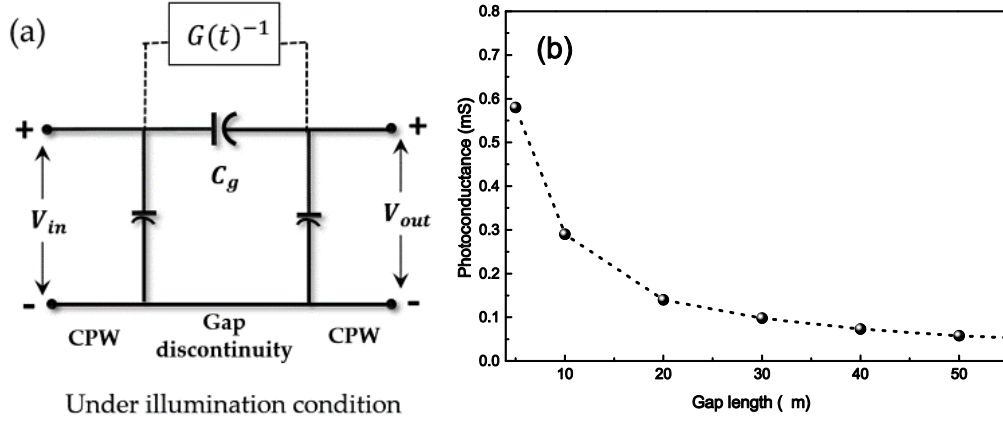 (a)
G(t)⁻¹
+
+
C_g
V_in
V_out
-
-
CPW
Gap
discontinuity
CPW
Under illumination condition
(b)
Photoconductance (mS)
0.8
0.7
0.6
0.5
0.4
0.3
0.2
0.1
0.0
10
20
30
40
50
Gap length ( m)